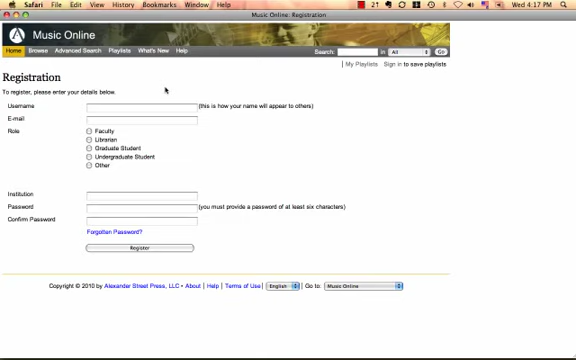 Safari File Edit View History Bookmarks Window Help
21 Wed 4:17 PM
Music Online: Registration
Music Online
Home Browse Advanced Search Playlists What's New Help
Search: in All Go
My Playlists Sign in to save playlists
Registration
To register, please enter your details below.
Username (this is how your name will appear to others)
E-mail
Role
Faculty
Librarian
Graduate Student
Undergraduate Student
Other
Institution
Password (you must provide a password of at least six characters)
Confirm Password
Forgotten Password?
Register
Copyright © 2010 by Alexander Street Press, LLC • About | Help | Terms of Use | English | Go to: Music Online